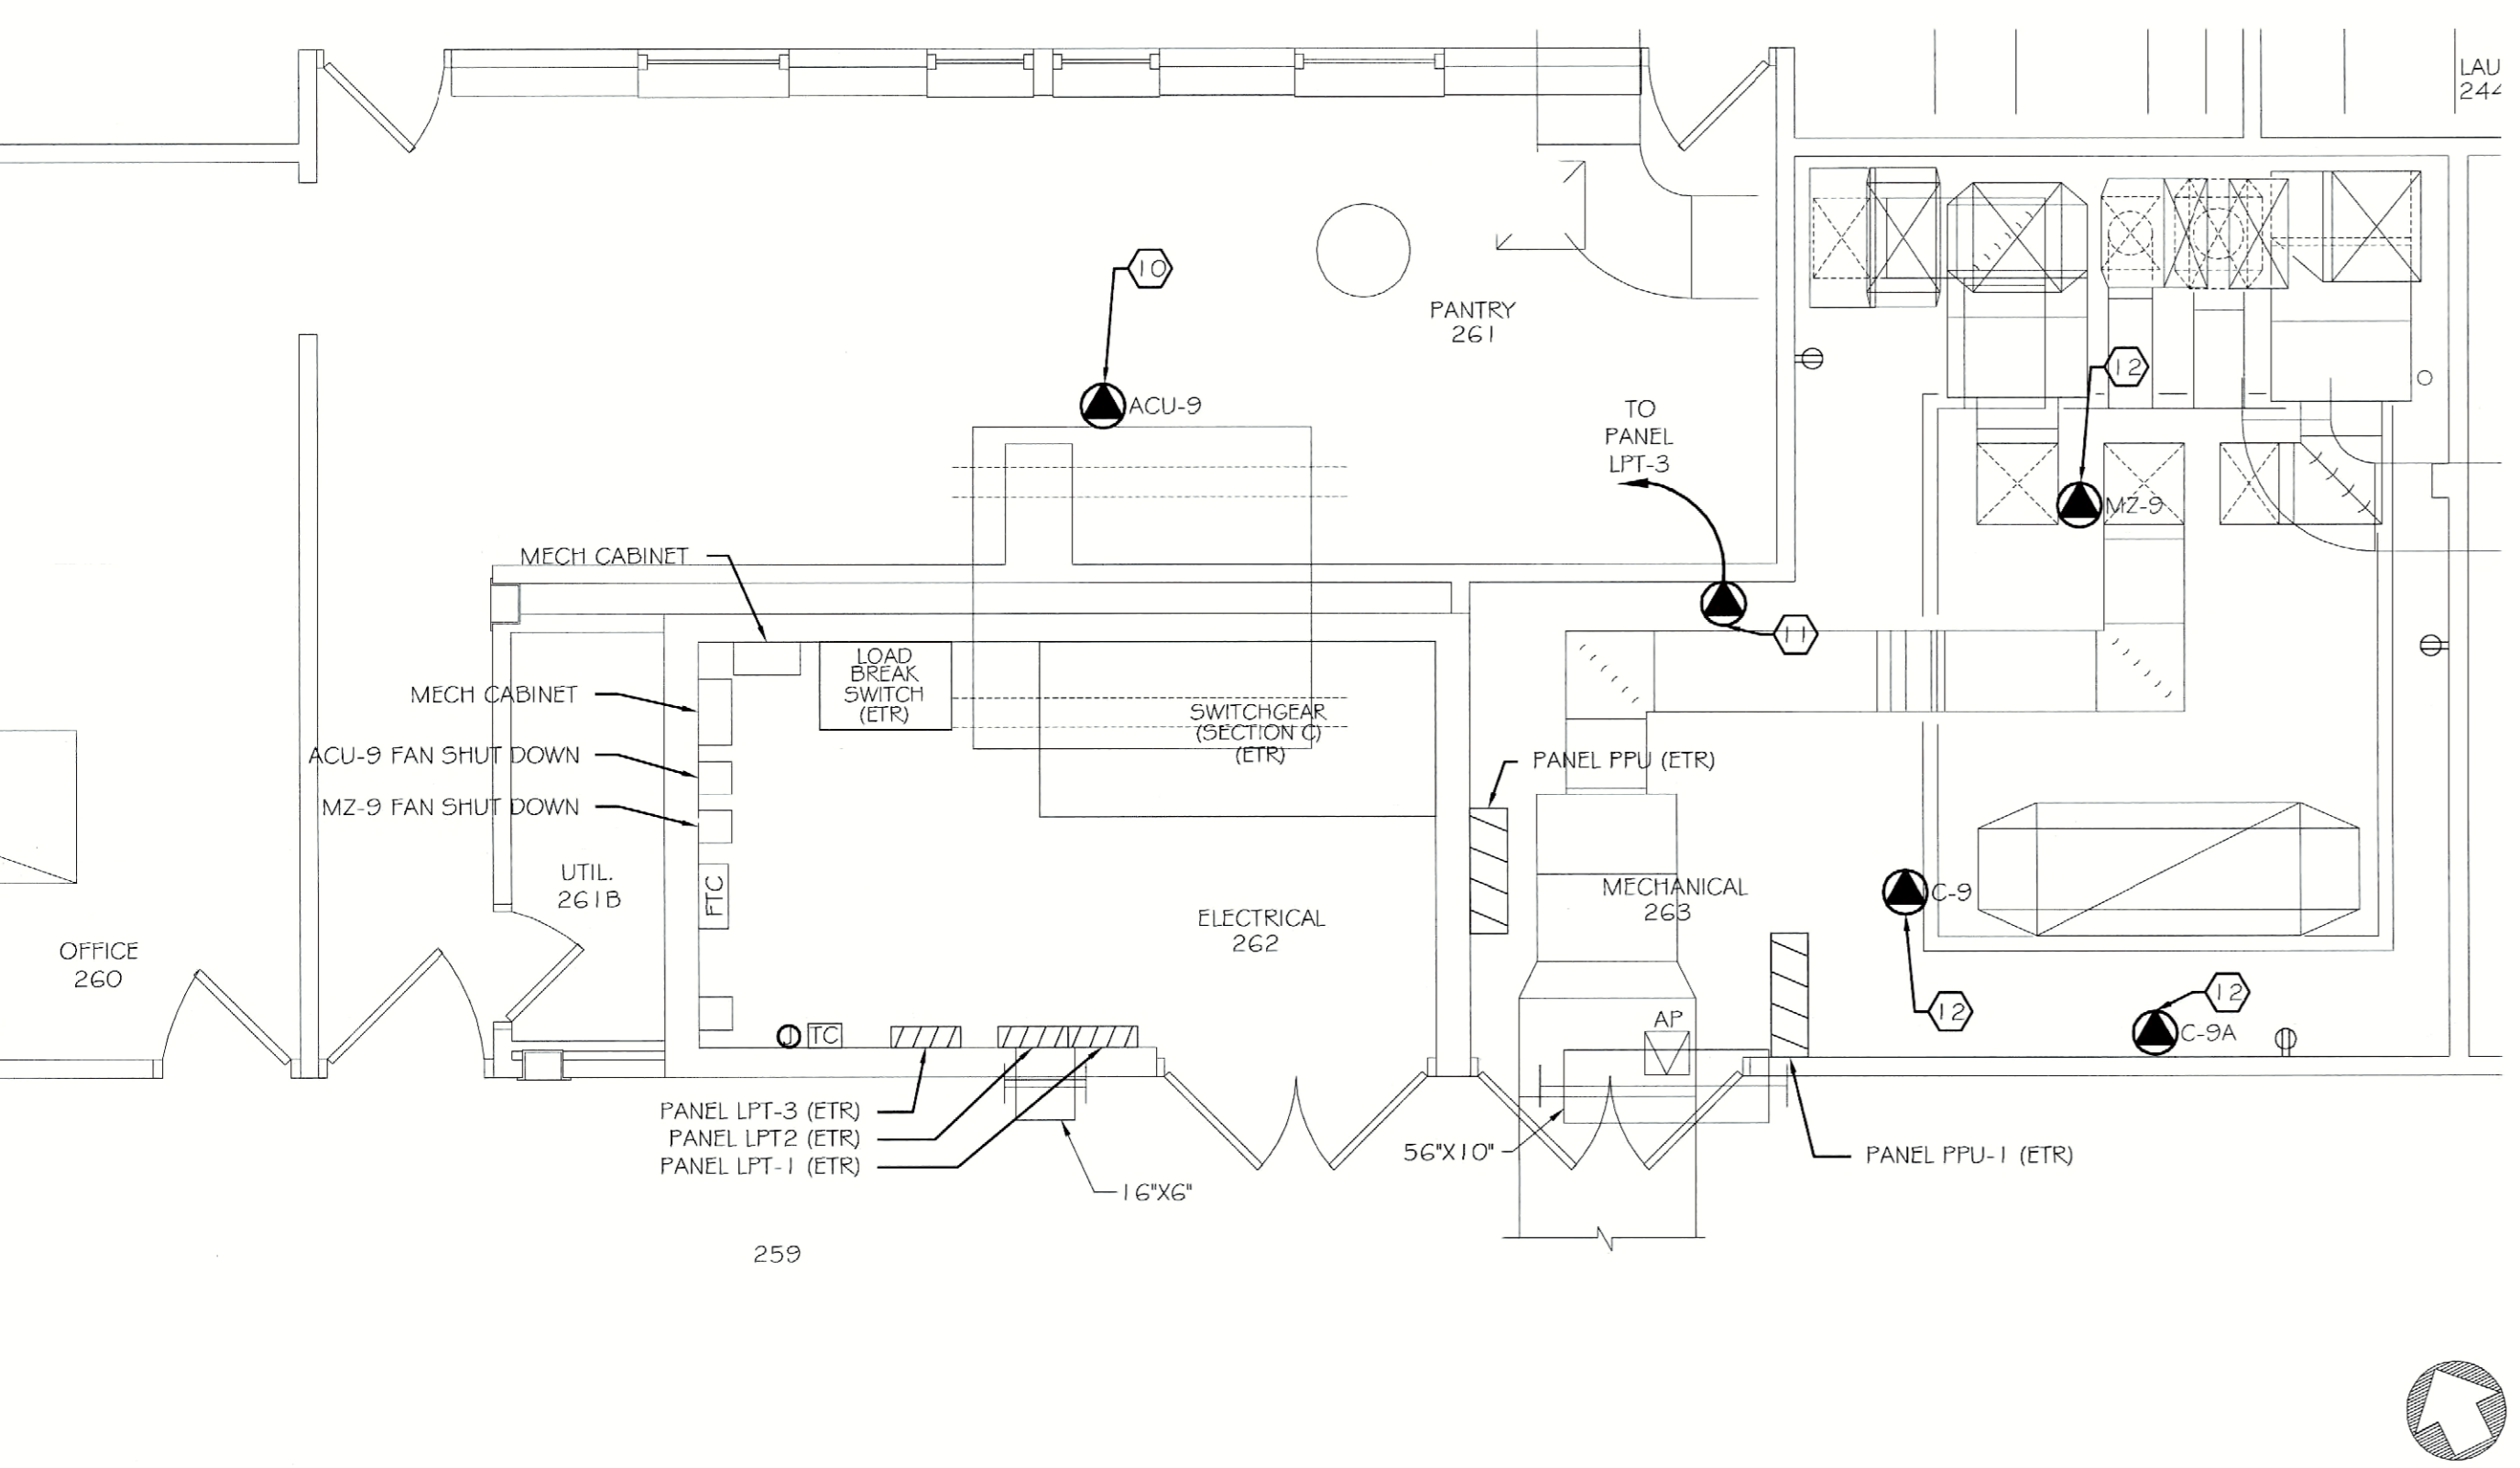 LAU
244
10
PANTRY
261
12
ACU-9
TO
PANEL
LPT-3
MZ-9
MECH CABINET
11
LOAD
BREAK
SWITCH
(ETR)
MECH CABINET
SWITCHGEAR
(SECTION C)
(ETR)
ACU-9 FAN SHUT DOWN
PANEL PPU (ETR)
MZ-9 FAN SHUT DOWN
UTIL.
261B
FTC
MECHANICAL
263
C-9
ELECTRICAL
262
OFFICE
260
12
12
AP
J TC
C-9A
PANEL LPT-3 (ETR)
PANEL LPT2 (ETR)
PANEL LPT-1 (ETR)
56"X10"
PANEL PPU-1 (ETR)
16"X6"
259